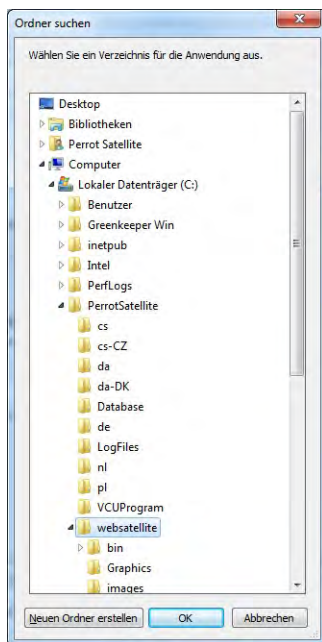 Ordner suchen
Wählen Sie ein Verzeichnis für die Anwendung aus.
Desktop
Bibliotheken
Perrot Satellite
Computer
Lokaler Datenträger (C:)
Benutzer
Greenkeeper Win
inetpub
Intel
PerfLogs
PerrotSatellite
cs
cs-CZ
da
da-DK
Database
de
LogFiles
nl
pl
VCUProgram
websatellite
bin
Graphics
images
Neuen Ordner erstellen OK Abbrechen